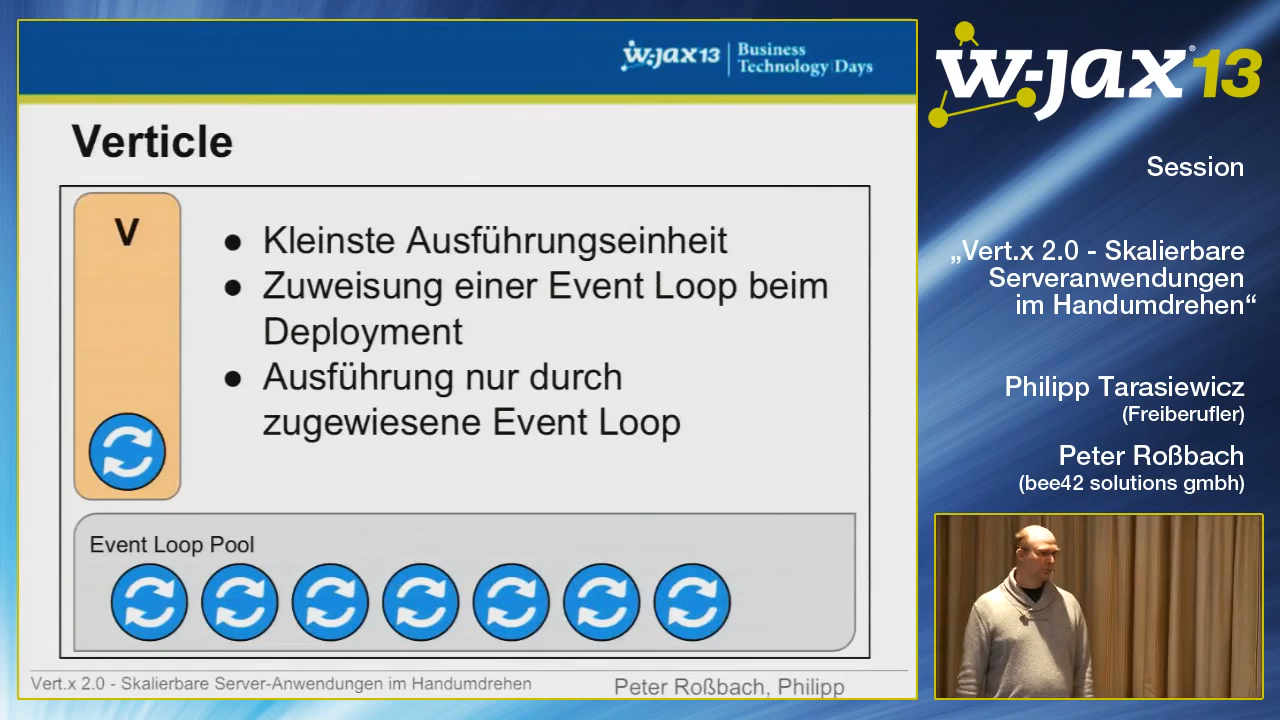 w-jax13 Business
Technology Days
Verticle
V
● Kleinste Ausführungseinheit
● Zuweisung einer Event Loop beim
Deployment
● Ausführung nur durch
zugewiesene Event Loop
Event Loop Pool
Vert.x 2.0 - Skalierbare Server-Anwendungen im Handumdrehen
Peter Roßbach, Philipp
w-jax®13
Session
„Vert.x 2.0 - Skalierbare
Serveranwendungen
im Handumdrehen“
Philipp Tarasiewicz
(Freiberufler)
Peter Roßbach
(bee42 solutions gmbh)